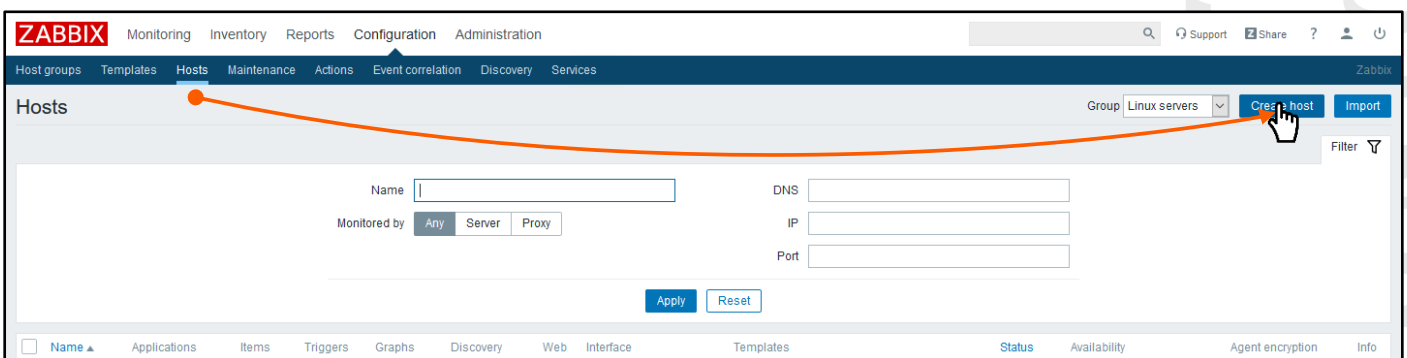 ZABBIX Monitoring Inventory Reports Configuration Administration Support Z Share ?
Host groups Templates Hosts Maintenance Actions Event correlation Discovery Services Zabbix
Hosts Group Linux servers Create host Import
Filter
Name DNS
Monitored by Any Server Proxy IP
Port
Apply Reset
Name Applications Items Triggers Graphs Discovery Web Interface Templates Status Availability Agent encryption Info